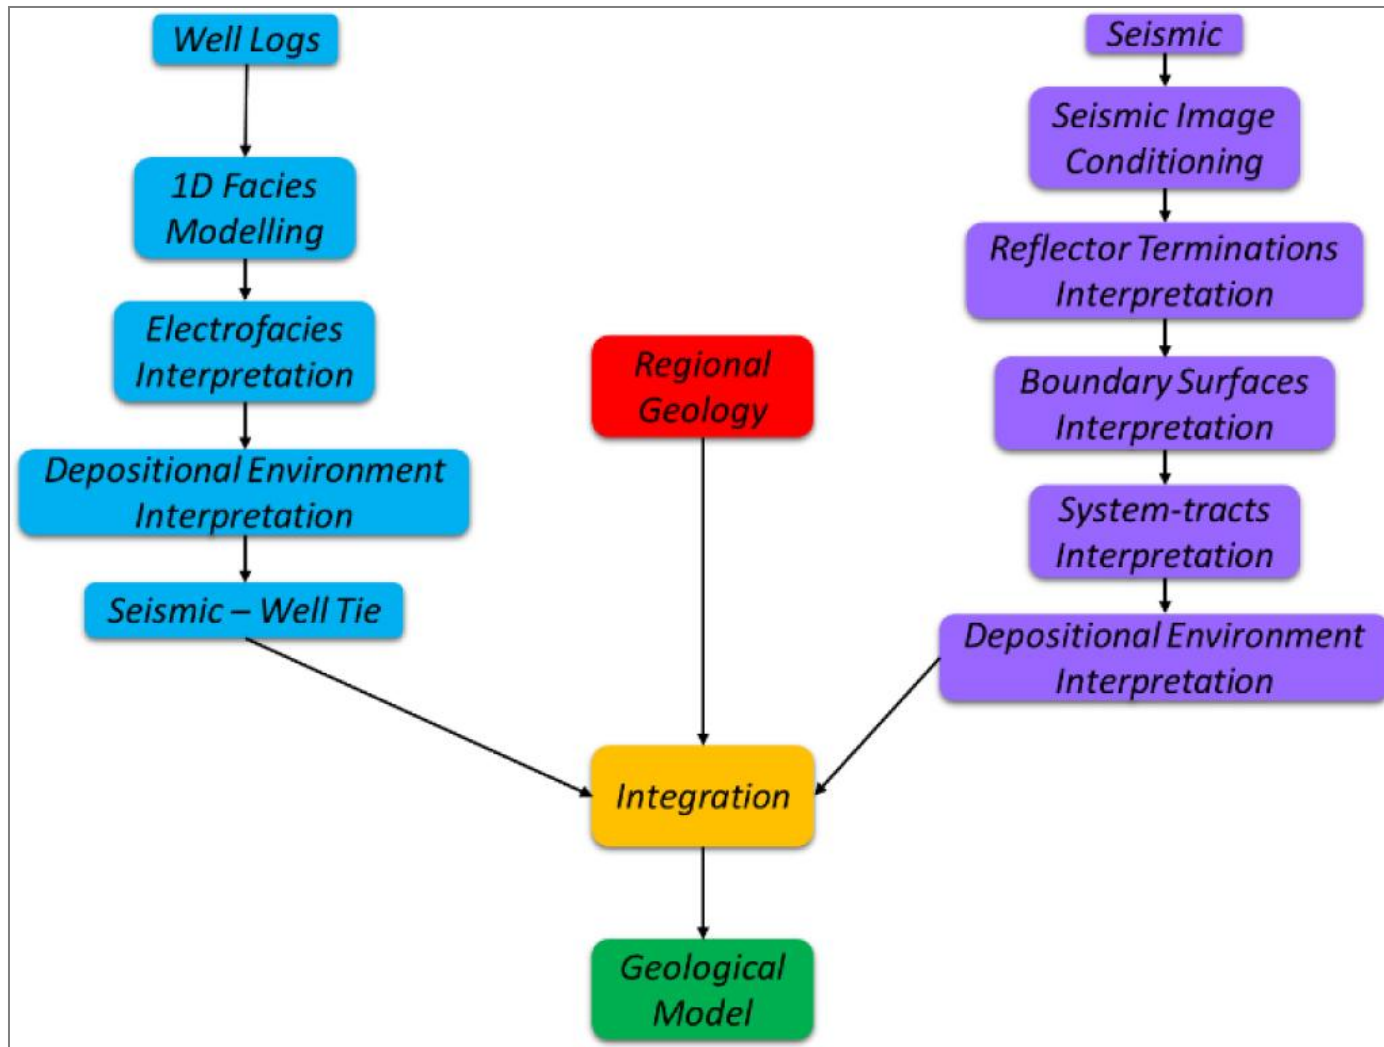 Well Logs
1D Facies
Modelling
Electrofacies
Interpretation
Depositional Environment
Interpretation
Seismic – Well Tie
Regional
Geology
Seismic
Seismic Image
Conditioning
Reflector Terminations
Interpretation
Boundary Surfaces
Interpretation
System-tracts
Interpretation
Depositional Environment
Interpretation
Integration
Geological
Model